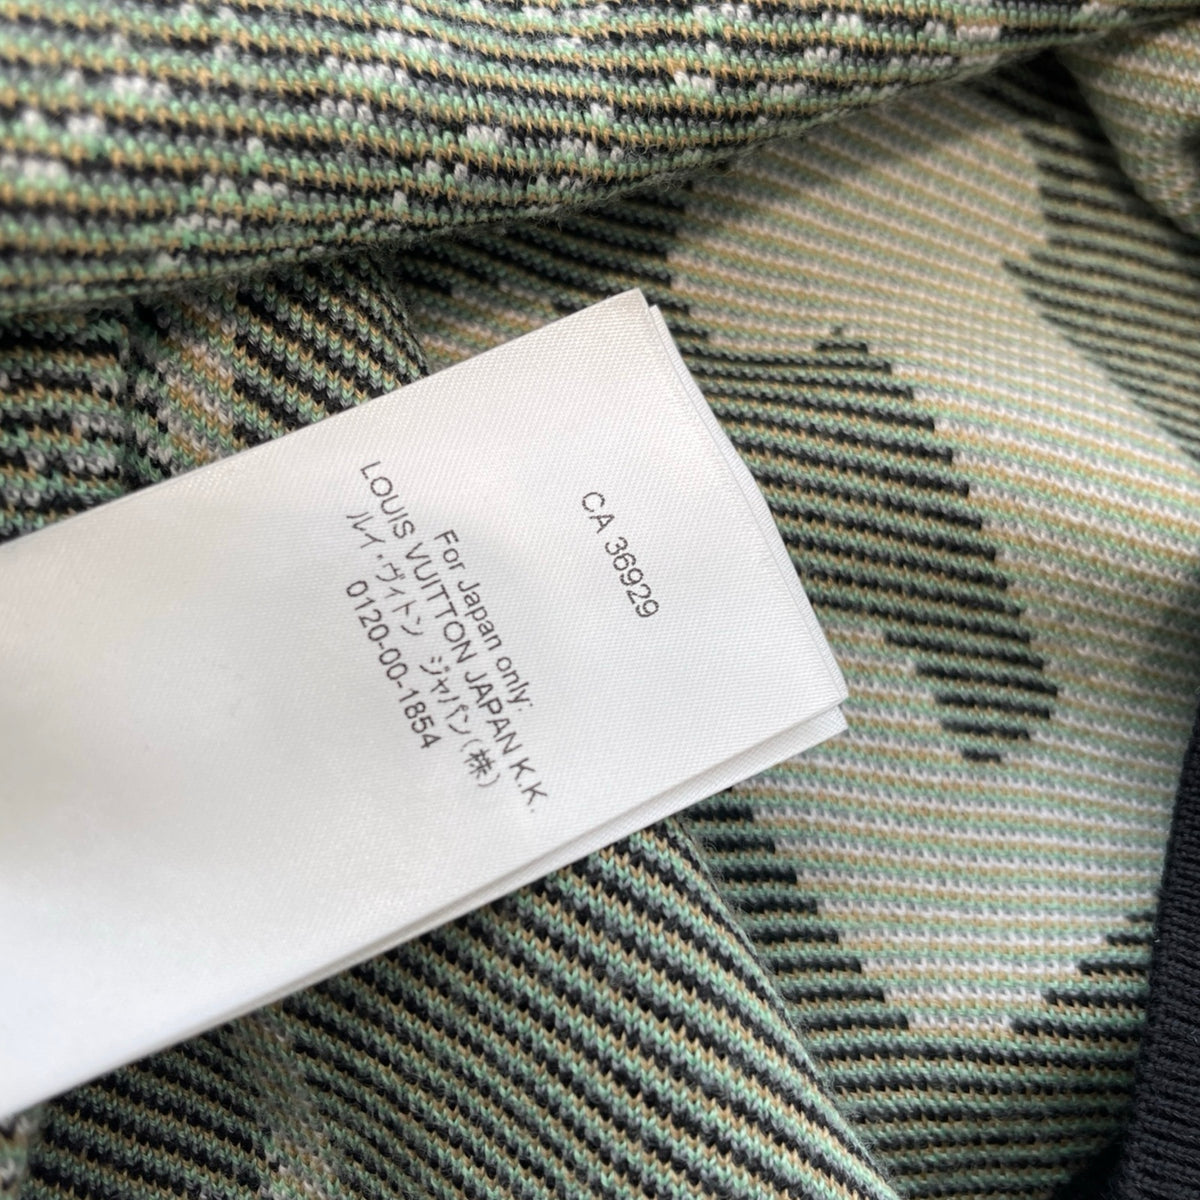 CA 36929
For Japan only:
LOUIS VUITTON JAPAN K.K.
ルイ・ヴィトン ジャパン(株)
0120-00-1854